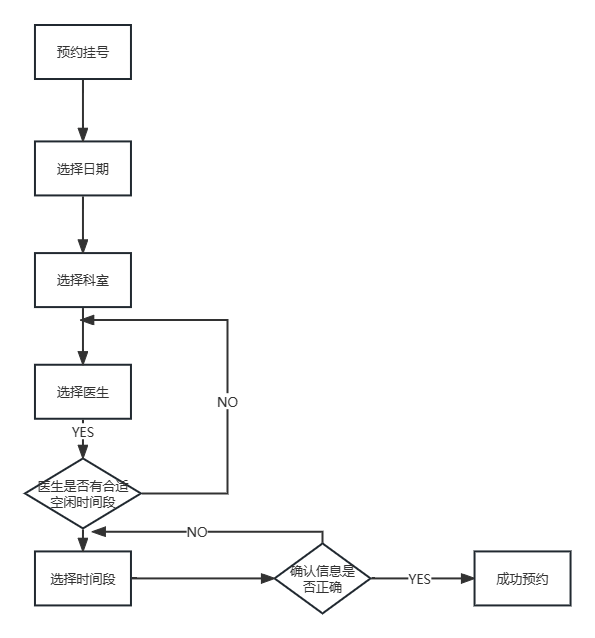 预约挂号
选择日期
选择科室
选择医生
NO
YES
医生是否有合适
空闲时间段
NO
选择时间段
确认信息是
否正确
YES
成功预约